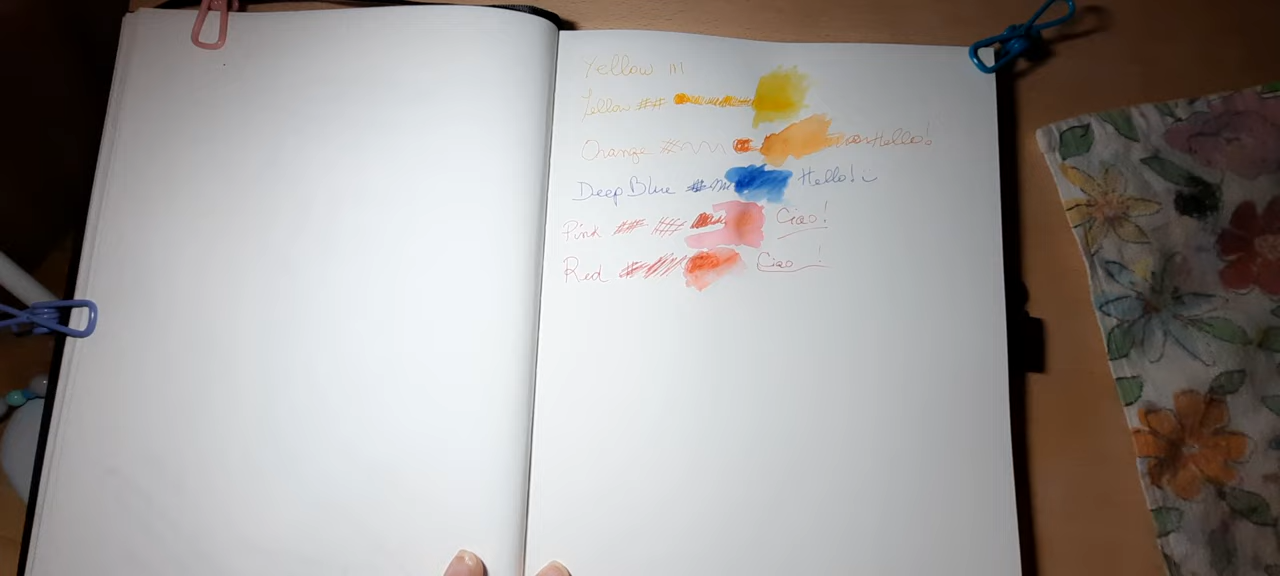 Yellow
Yellow
Orange Hello!
Deep Blue Hello!
Pink Ciao!
Red Ciao !